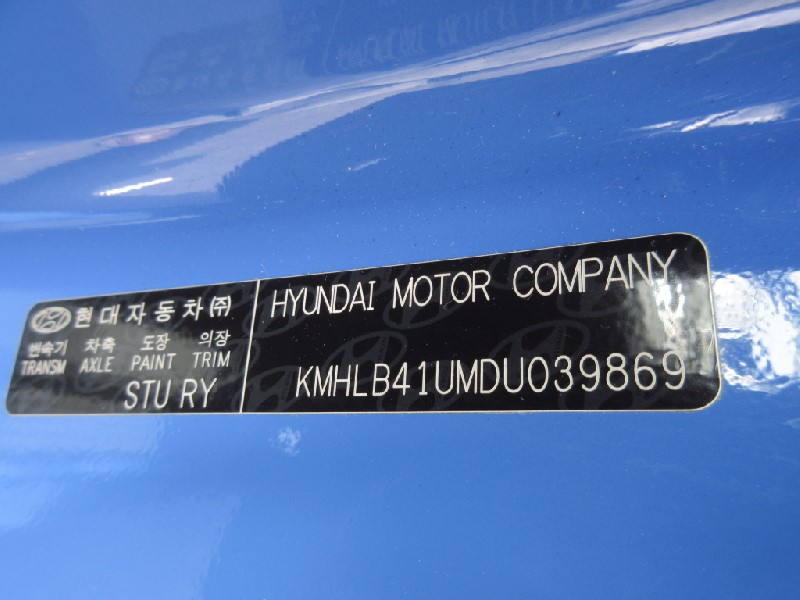 현대자동차(주)
변속기 차축 도장 의장
TRANSM AXLE PAINT TRIM
STU RY
HYUNDAI MOTOR COMPANY
KMHLB41UMDU039869